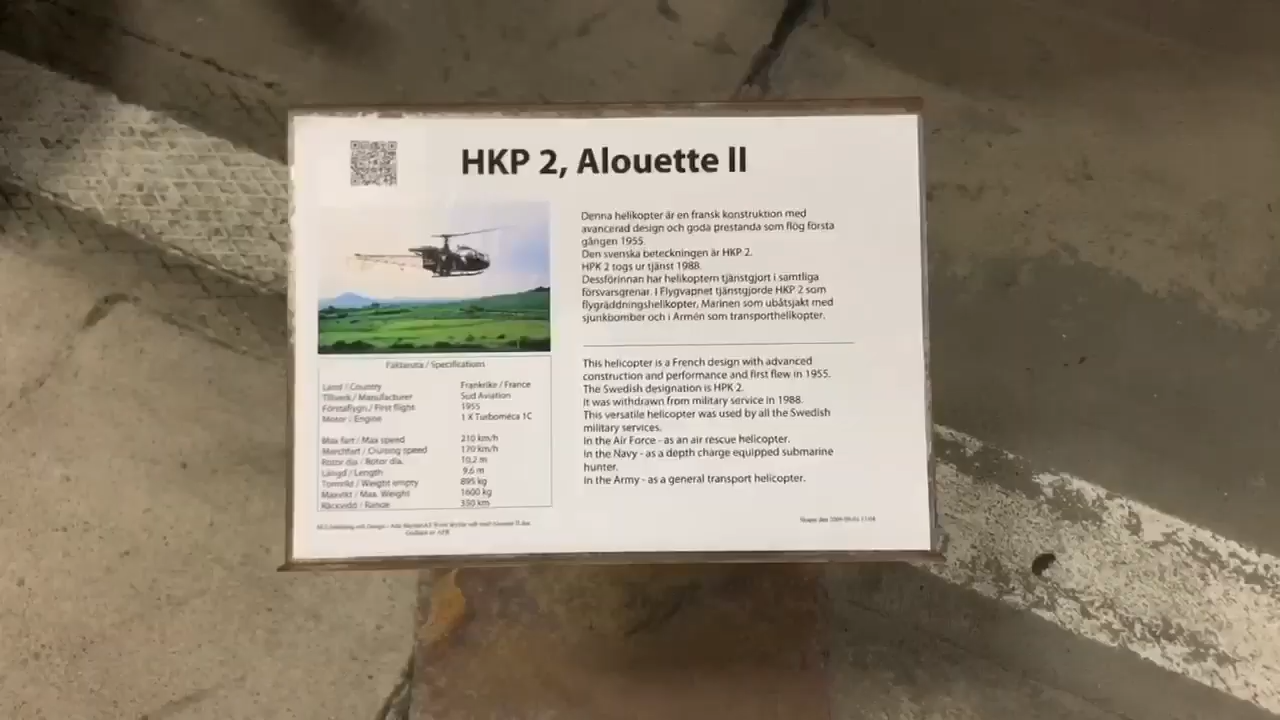 HKP 2, Alouette II
Denna helikopter är en fransk konstruktion med
avancerad design och goda prestanda som flög första
gången 1955.
Den svenska beteckningen är HKP 2.
HPK 2 togs ur tjänst 1988.
Dessförinnan har helikoptern tjänstgjort i samtliga
försvarsgrenar. I Flygvapnet tjänstgjorde HKP 2 som
flygräddningshelikopter, Marinen som ubåtsjakt med
sjunkbomber och i Armén som transporthelikopter.
This helicopter is a French design with advanced
construction and performance and first flew in 1955.
The Swedish designation is HPK 2.
It was withdrawn from military service in 1988.
This versatile helicopter was used by all the Swedish
military services.
In the Air Force - as an air rescue helicopter.
In the Navy - as a depth charge equipped submarine
hunter.
In the Army - as a general transport helicopter.
Faktaruta / Specifications
Land / Country Frankrike / France
Tillverk / Manufacturer Sud Aviation
Förstaflygn / First flight 1955
Motor / Engine 1 X Turboméca 1C
Max fart / Max speed 210 km/h
Marchfart / Cruising speed 170 km/h
Rotor dia / Rotor dia. 10,2 m
Längd / Length 9,6 m
Tomvikt / Weight empty 895 kg
Maxvikt / Max. Weight 1600 kg
Räckvidd / Range 350 km